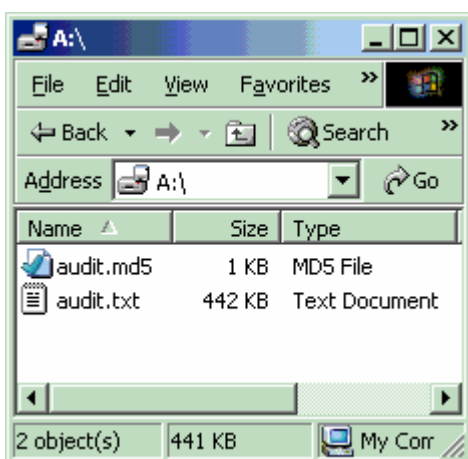 A:\
File Edit View Favorites »
Back Search »
Address A:\ Go
Name Size Type
audit.md5 1 KB MD5 File
audit.txt 442 KB Text Document
2 object(s) 441 KB My Com